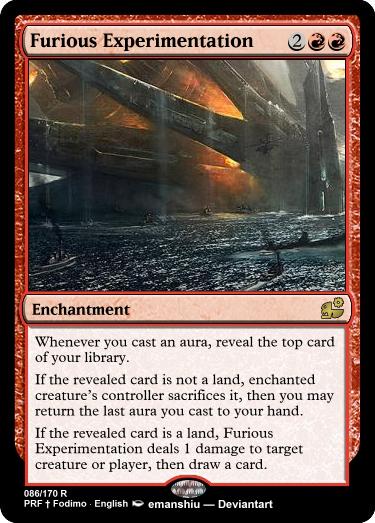 Furious Experimentation 2
Enchantment
Whenever you cast an aura, reveal the top card
of your library.
If the revealed card is not a land, enchanted
creature's controller sacrifices it, then you may
return the last aura you cast to your hand.
If the revealed card is a land, Furious
Experimentation deals 1 damage to target
creature or player, then draw a card.
086/170 R
PRF † Fodimo · English emanshiu — Deviantart